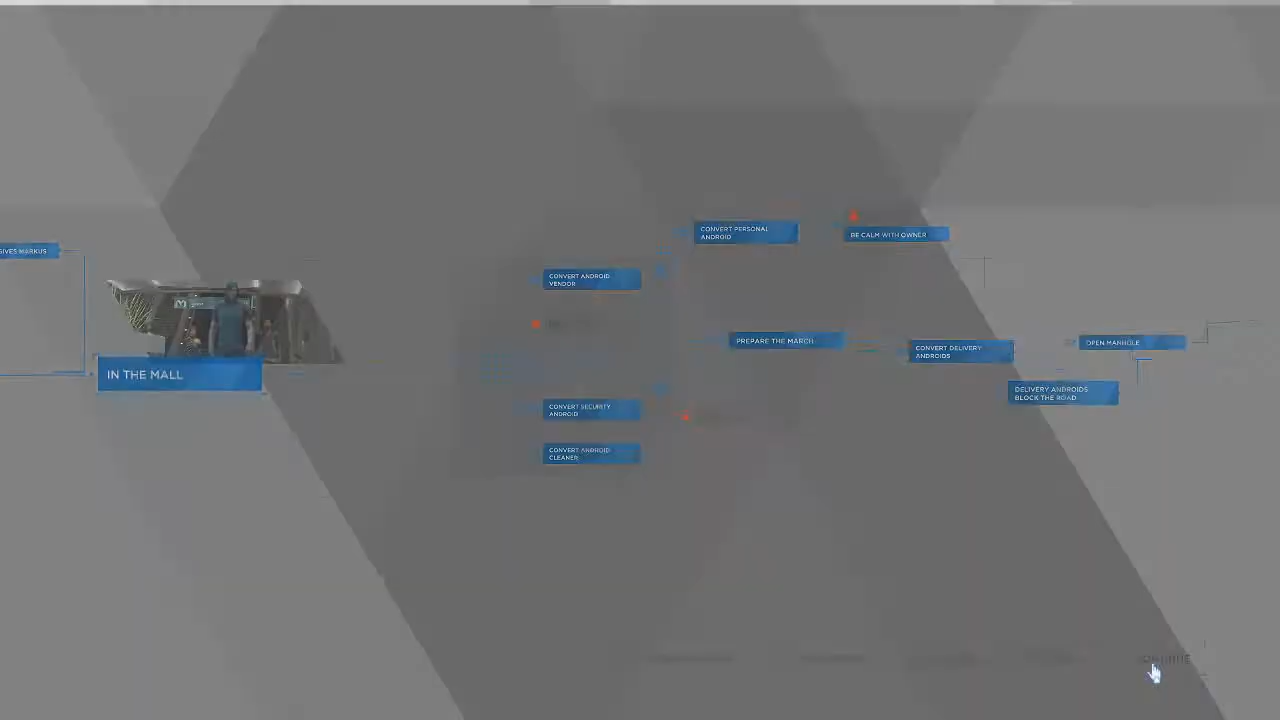 GIVES MARKUS
IN THE MALL
CONVERT ANDROID
VENDOR
CONVERT SECURITY
ANDROID
CONVERT ANDROID
CLEANER
CONVERT PERSONAL
ANDROID
BE CALM WITH OWNER
PREPARE THE MARCH
CONVERT DELIVERY
ANDROIDS
DELIVERY ANDROIDS
BLOCK THE ROAD
OPEN MANHOLE